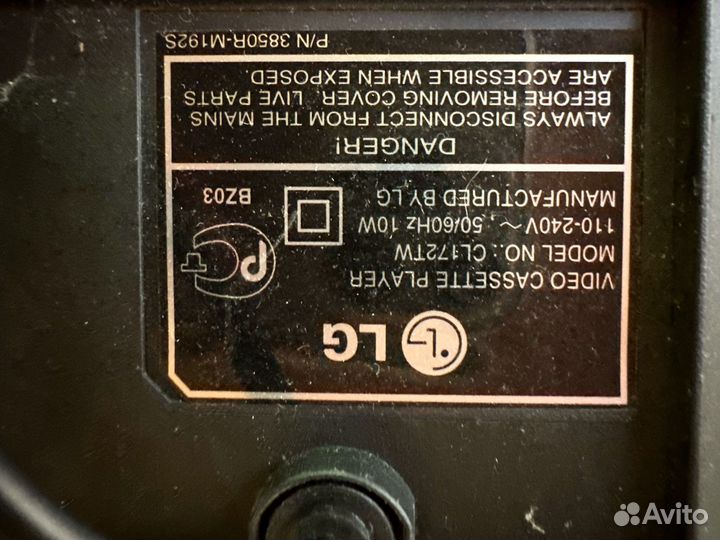 LG
VIDEO CASSETTE PLAYER
MODEL NO.: CL172TW
110-240V ~, 50/60Hz 10W
MANUFACTURED BY LG
BZ03
DANGER!
ALWAYS DISCONNECT FROM THE MAINS
BEFORE REMOVING COVER. LIVE PARTS
ARE ACCESSIBLE WHEN EXPOSED.
P/N 3850R-M192S
Avito